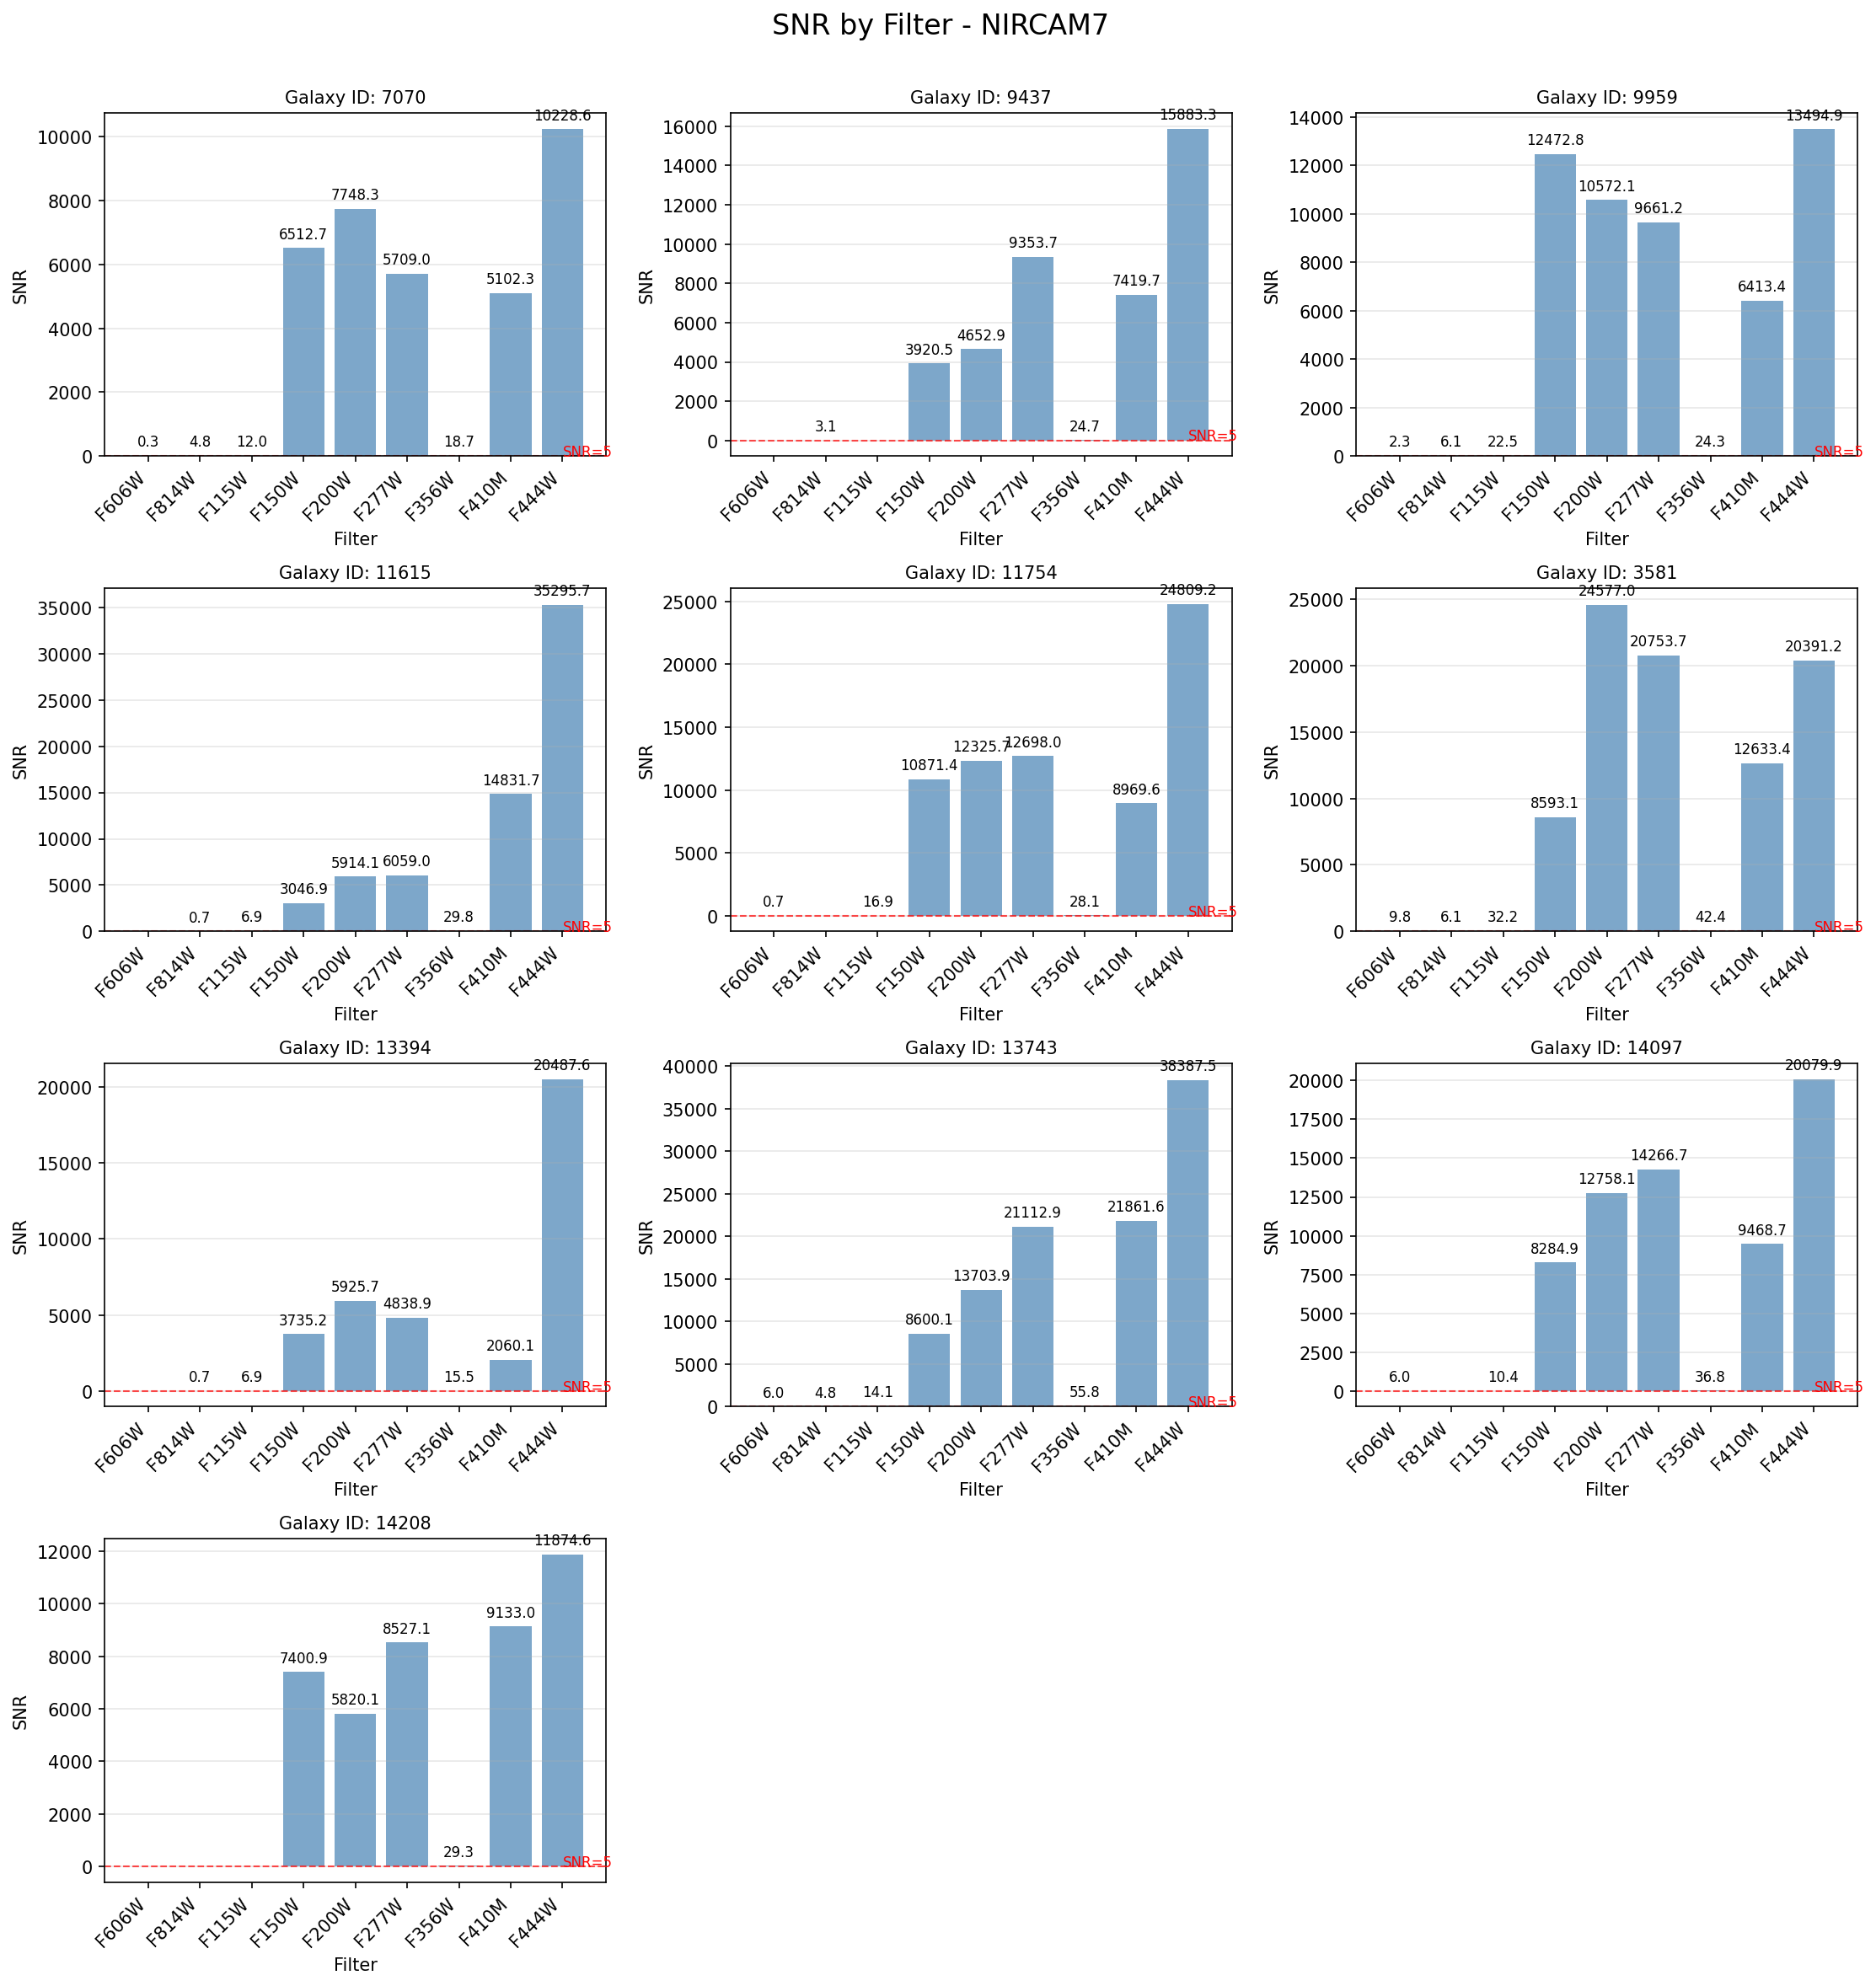 SNR by Filter - NIRCAM7
Galaxy ID: 7070
SNR
10000
8000
6000
4000
2000
0
0.3
4.8
12.0
6512.7
7748.3
5709.0
18.7
5102.3
10228.6
SNR=5
F606W
F814W
F115W
F150W
F200W
F277W
F356W
F410M
F444W
Filter
Galaxy ID: 9437
SNR
16000
14000
12000
10000
8000
6000
4000
2000
0
3.1
3920.5
4652.9
9353.7
24.7
7419.7
15883.3
SNR=5
F606W
F814W
F115W
F150W
F200W
F277W
F356W
F410M
F444W
Filter
Galaxy ID: 9959
SNR
14000
12000
10000
8000
6000
4000
2000
0
2.3
6.1
22.5
12472.8
10572.1
9661.2
24.3
6413.4
13494.9
SNR=5
F606W
F814W
F115W
F150W
F200W
F277W
F356W
F410M
F444W
Filter
Galaxy ID: 11615
SNR
35000
30000
25000
20000
15000
10000
5000
0
0.7
6.9
3046.9
5914.1
6059.0
29.8
14831.7
35295.7
SNR=5
F606W
F814W
F115W
F150W
F200W
F277W
F356W
F410M
F444W
Filter
Galaxy ID: 11754
SNR
25000
20000
15000
10000
5000
0
0.7
16.9
10871.4
12325.7
12698.0
28.1
8969.6
24809.2
SNR=5
F606W
F814W
F115W
F150W
F200W
F277W
F356W
F410M
F444W
Filter
Galaxy ID: 3581
SNR
25000
20000
15000
10000
5000
0
9.8
6.1
32.2
8593.1
24577.0
20753.7
42.4
12633.4
20391.2
SNR=5
F606W
F814W
F115W
F150W
F200W
F277W
F356W
F410M
F444W
Filter
Galaxy ID: 13394
SNR
20000
15000
10000
5000
0
0.7
6.9
3735.2
5925.7
4838.9
15.5
2060.1
20487.6
SNR=5
F606W
F814W
F115W
F150W
F200W
F277W
F356W
F410M
F444W
Filter
Galaxy ID: 13743
SNR
40000
35000
30000
25000
20000
15000
10000
5000
0
6.0
4.8
14.1
8600.1
13703.9
21112.9
55.8
21861.6
38387.5
SNR=5
F606W
F814W
F115W
F150W
F200W
F277W
F356W
F410M
F444W
Filter
Galaxy ID: 14097
SNR
20000
17500
15000
12500
10000
7500
5000
2500
0
6.0
10.4
8284.9
12758.1
14266.7
36.8
9468.7
20079.9
SNR=5
F606W
F814W
F115W
F150W
F200W
F277W
F356W
F410M
F444W
Filter
Galaxy ID: 14208
SNR
12000
10000
8000
6000
4000
2000
0
7400.9
5820.1
8527.1
29.3
9133.0
11874.6
SNR=5
F606W
F814W
F115W
F150W
F200W
F277W
F356W
F410M
F444W
Filter